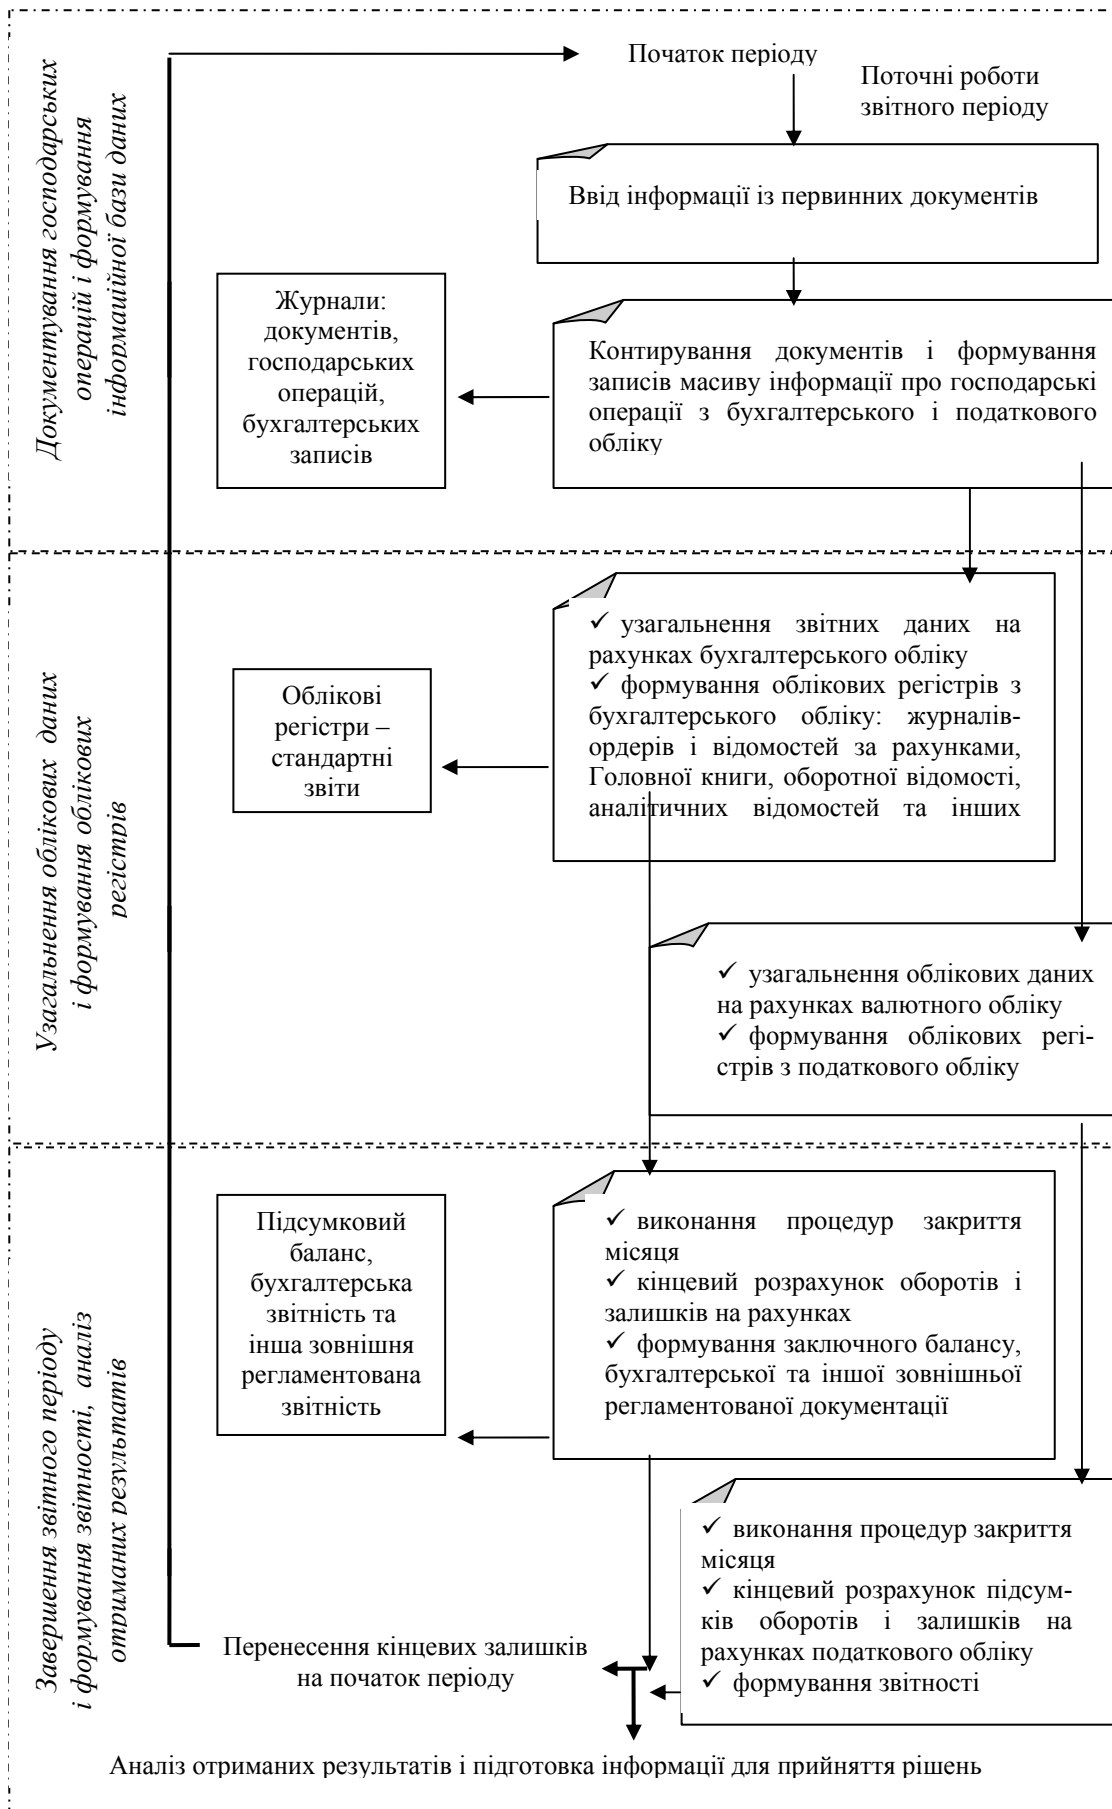 Початок періоду
Поточні роботи
звітного періоду
Документування господарських
операцій і формування
інформаційної бази даних
Ввід інформації із первинних документів
Журнали:
документів,
господарських
операцій,
бухгалтерських
записів
Контирування документів і формування
записів масиву інформації про господарські
операції з бухгалтерського і податкового
обліку
Узагальнення облікових даних
і формування облікових
регістрів
Облікові
регістри –
стандартні
звіти
✓ узагальнення звітних даних на
рахунках бухгалтерського обліку
✓ формування облікових регістрів з
бухгалтерського обліку: журналів-
ордерів і відомостей за рахунками,
Головної книги, оборотної відомості,
аналітичних відомостей та інших
✓ узагальнення облікових даних
на рахунках валютного обліку
✓ формування облікових регі-
стрів з податкового обліку
Завершення звітного періоду
і формування звітності, аналіз
отриманих результатів
Підсумковий
баланс,
бухгалтерська
звітність та
інша зовнішня
регламентована
звітність
✓ виконання процедур закриття
місяця
✓ кінцевий розрахунок оборотів і
залишків на рахунках
✓ формування заключного балансу,
бухгалтерської та іншої зовнішньої
регламентованої документації
✓ виконання процедур закриття
місяця
✓ кінцевий розрахунок підсум-
ків оборотів і залишків на
рахунках податкового обліку
✓ формування звітності
Перенесення кінцевих залишків
на початок періоду
Аналіз отриманих результатів і підготовка інформації для прийняття рішень